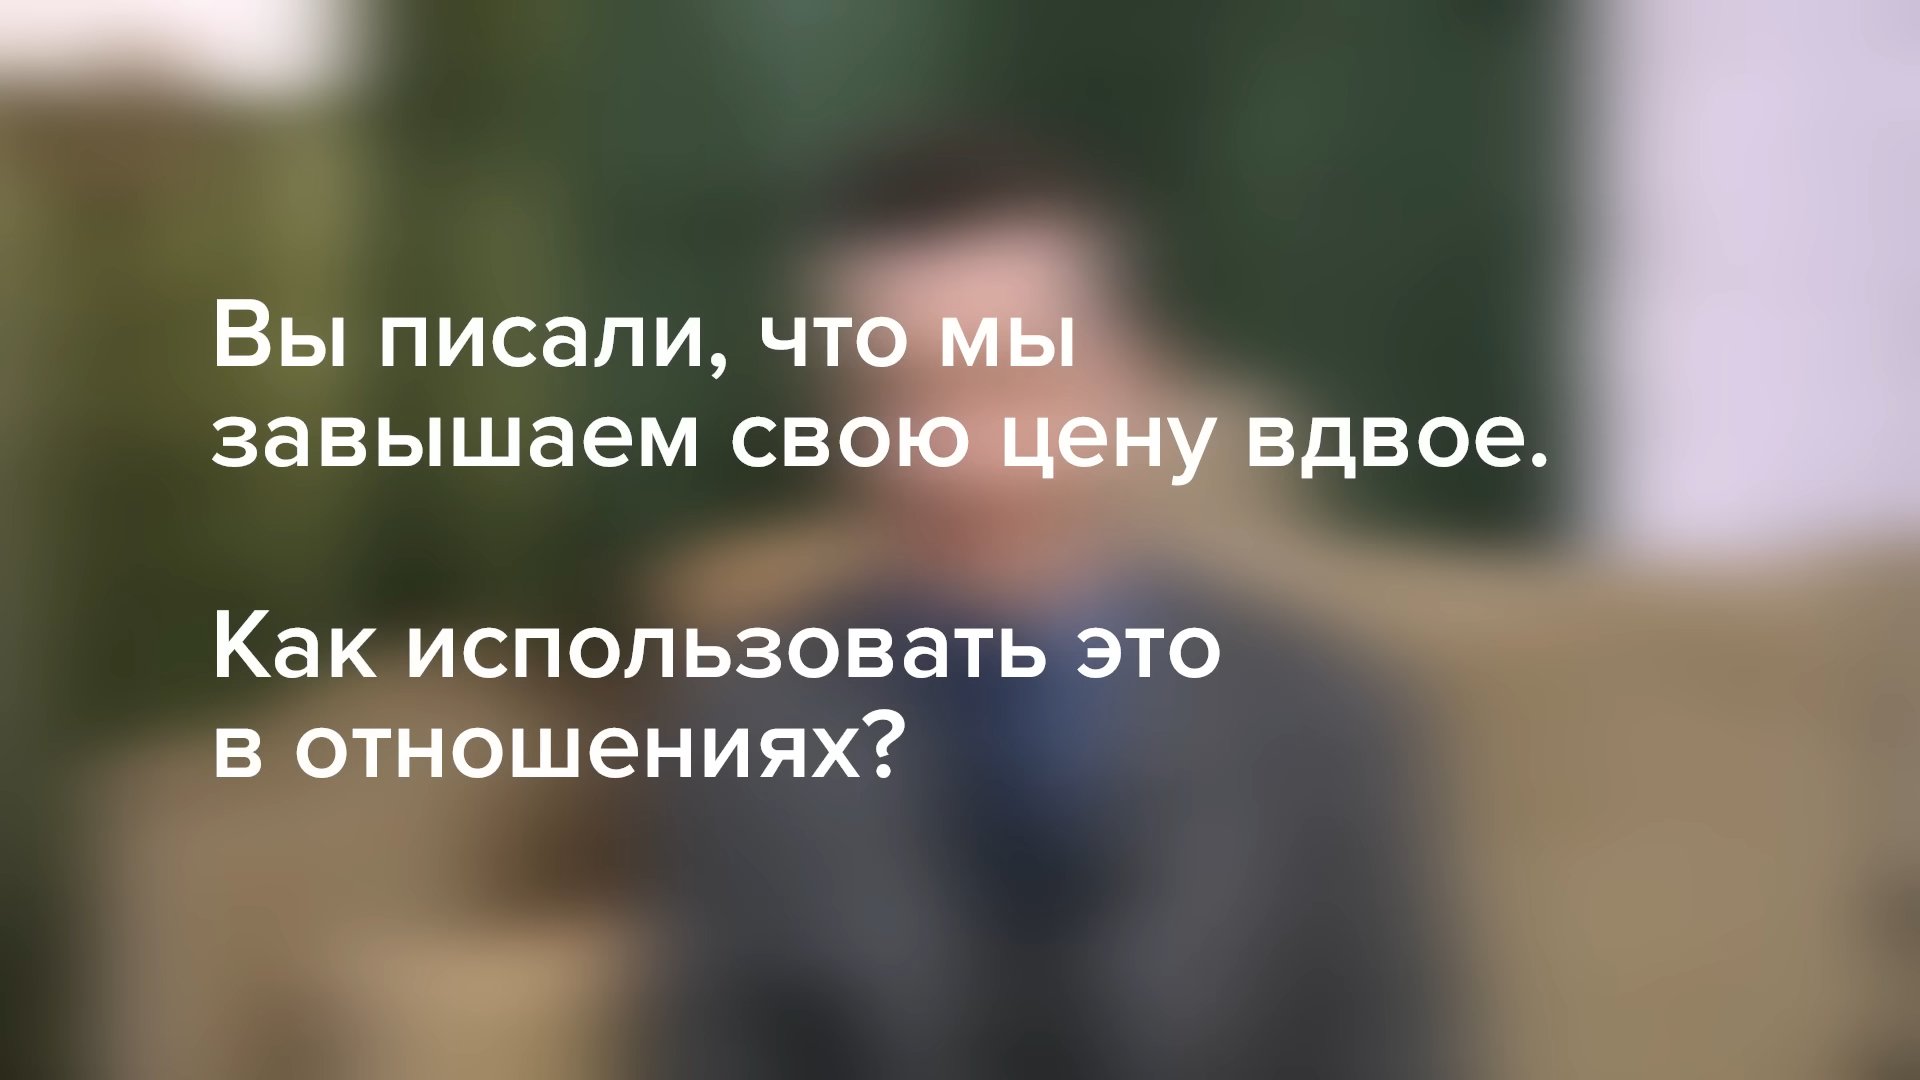 Вы писали, что мы
завышаем свою цену вдвое.
Как использовать это
в отношениях?